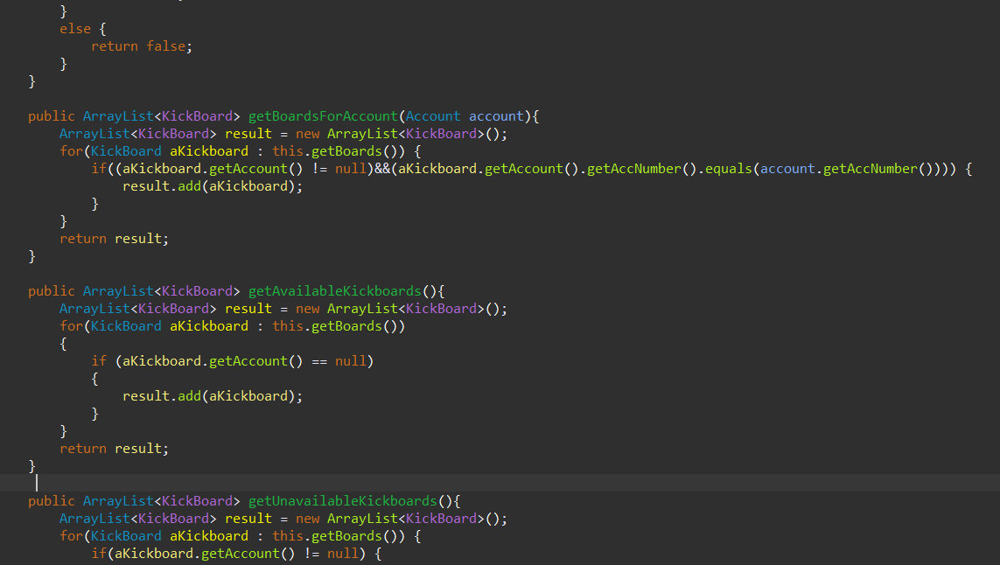 }
        else {
            return false;
        }
    }

    public ArrayList<KickBoard> getBoardsForAccount(Account account){
        ArrayList<KickBoard> result = new ArrayList<KickBoard>();
        for(KickBoard aKickboard : this.getBoards()) {
            if((aKickboard.getAccount() != null)&&(aKickboard.getAccount().getAccNumber().equals(account.getAccNumber()))) {
                result.add(aKickboard);
            }
        }
        return result;
    }

    public ArrayList<KickBoard> getAvailableKickboards(){
        ArrayList<KickBoard> result = new ArrayList<KickBoard>();
        for(KickBoard aKickboard : this.getBoards())
        {
            if (aKickboard.getAccount() == null)
            {
                result.add(aKickboard);
            }
        }
        return result;
    }

    public ArrayList<KickBoard> getUnavailableKickboards(){
        ArrayList<KickBoard> result = new ArrayList<KickBoard>();
        for(KickBoard aKickboard : this.getBoards()) {
            if(aKickboard.getAccount() != null) {